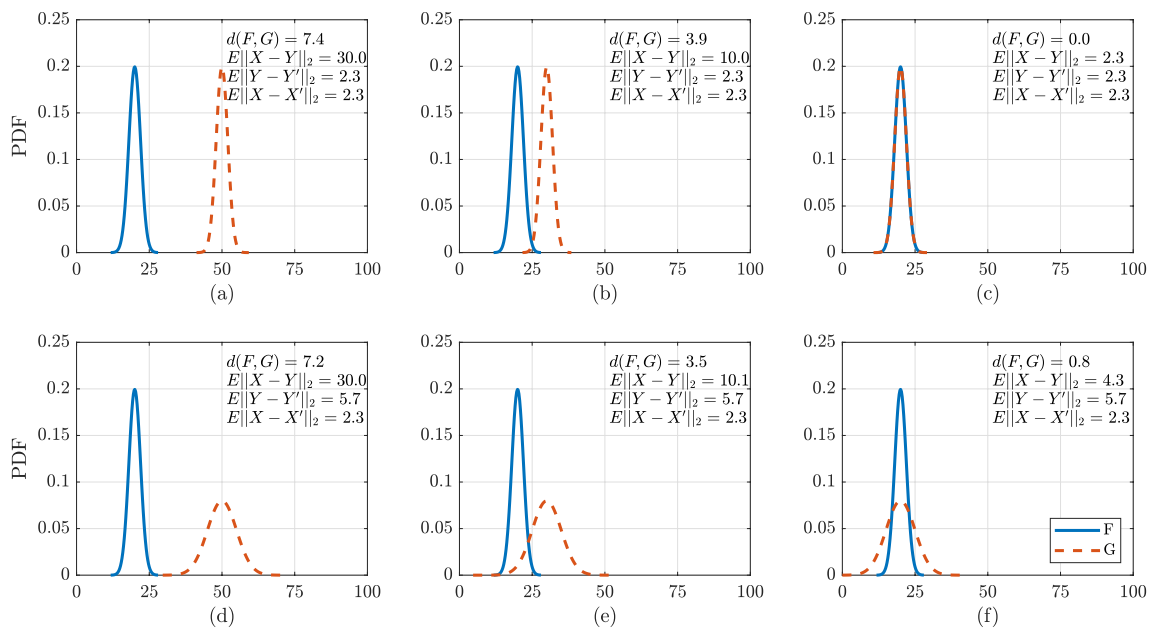 0.25
0.2
0.15
0.1
0.05
0
PDF
d(F, G) = 7.4
E||X − Y||₂ = 30.0
E||Y − Y′||₂ = 2.3
E||X − X′||₂ = 2.3
0 25 50 75 100
(a)
0.25
0.2
0.15
0.1
0.05
0
d(F, G) = 3.9
E||X − Y||₂ = 10.0
E||Y − Y′||₂ = 2.3
E||X − X′||₂ = 2.3
0 25 50 75 100
(b)
0.25
0.2
0.15
0.1
0.05
0
d(F, G) = 0.0
E||X − Y||₂ = 2.3
E||Y − Y′||₂ = 2.3
E||X − X′||₂ = 2.3
0 25 50 75 100
(c)
0.25
0.2
0.15
0.1
0.05
0
PDF
d(F, G) = 7.2
E||X − Y||₂ = 30.0
E||Y − Y′||₂ = 5.7
E||X − X′||₂ = 2.3
0 25 50 75 100
(d)
0.25
0.2
0.15
0.1
0.05
0
d(F, G) = 3.5
E||X − Y||₂ = 10.1
E||Y − Y′||₂ = 5.7
E||X − X′||₂ = 2.3
0 25 50 75 100
(e)
0.25
0.2
0.15
0.1
0.05
0
d(F, G) = 0.8
E||X − Y||₂ = 4.3
E||Y − Y′||₂ = 5.7
E||X − X′||₂ = 2.3
F
G
0 25 50 75 100
(f)